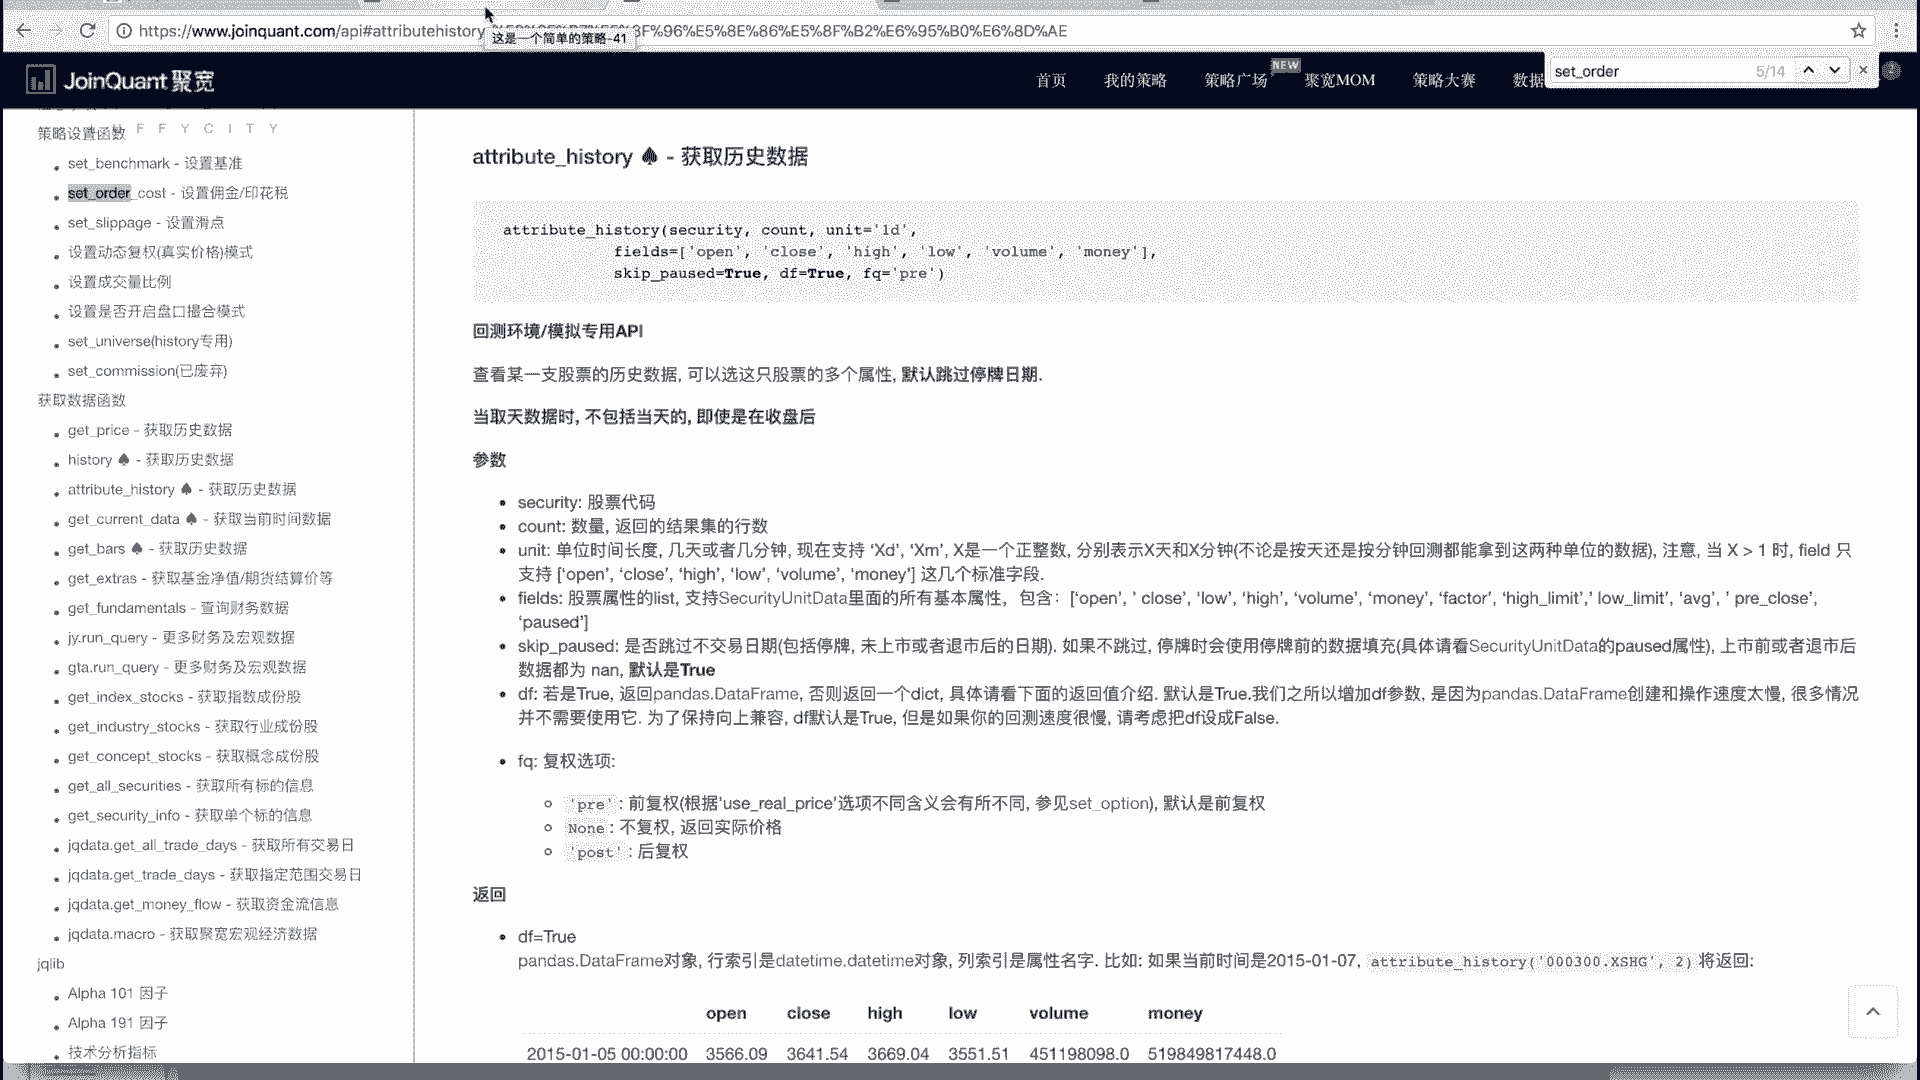 https://www.joinquant.com/api#attributehistory
%E8%8E%B7%E5%8F%96%E5%8E%86%E5%8F%B2%E6%95%B0%E6%8D%AE
这是一个简单的策略-41
JoinQuant 聚宽
首页
我的策略
策略广场
NEW
聚宽MOM
策略大赛
数据
set_order
5/14
策略设置函数
F F Y C I T Y
set_benchmark - 设置基准
set_order_cost - 设置佣金/印花税
set_slippage - 设置滑点
设置动态复权(真实价格)模式
设置成交量比例
设置是否开启盘口撮合模式
set_universe(history专用)
set_commission(已废弃)
获取数据函数
get_price - 获取历史数据
history ♠ - 获取历史数据
attribute_history ♠ - 获取历史数据
get_current_data ♠ - 获取当前时间数据
get_bars ♠ - 获取历史数据
get_extras - 获取基金净值/期货结算价等
get_fundamentals - 查询财务数据
jy.run_query - 更多财务及宏观数据
gta.run_query - 更多财务及宏观数据
get_index_stocks - 获取指数成份股
get_industry_stocks - 获取行业成份股
get_concept_stocks - 获取概念成份股
get_all_securities - 获取所有标的信息
get_security_info - 获取单个标的信息
jqdata.get_all_trade_days - 获取所有交易日
jqdata.get_trade_days - 获取指定范围交易日
jqdata.get_money_flow - 获取资金流信息
jqdata.macro - 获取聚宽宏观经济数据
jqlib
Alpha 101 因子
Alpha 191 因子
技术分析指标
attribute_history ♠ - 获取历史数据
attribute_history(security, count, unit='1d',
fields=['open', 'close', 'high', 'low', 'volume', 'money'],
skip_paused=True, df=True, fq='pre')
回测环境/模拟专用API
查看某一支股票的历史数据, 可以选这只股票的多个属性, 默认跳过停牌日期.
当取天数据时, 不包括当天的, 即使是在收盘后
参数
security: 股票代码
count: 数量, 返回的结果集的行数
unit: 单位时间长度, 几天或者几分钟, 现在支持 ‘Xd’, ‘Xm’, X是一个正整数, 分别表示X天和X分钟(不论是按天还是按分钟回测都能拿到这两种单位的数据), 注意, 当 X > 1 时, field 只
支持 [‘open’, ‘close’, ‘high’, ‘low’, ‘volume’, ‘money’] 这几个标准字段.
fields: 股票属性的list, 支持SecurityUnitData里面的所有基本属性, 包含: [‘open’, ’ close’, ‘low’, ‘high’, ‘volume’, ‘money’, ‘factor’, ‘high_limit’,’ low_limit’, ‘avg’, ’ pre_close’,
‘paused’]
skip_paused: 是否跳过不交易日期(包括停牌, 未上市或者退市后的日期). 如果不跳过, 停牌时会使用停牌前的数据填充(具体请看SecurityUnitData的paused属性), 上市前或者退市后
数据都为 nan, 默认是True
df: 若是True, 返回pandas.DataFrame, 否则返回一个dict, 具体请看下面的返回值介绍. 默认是True.我们之所以增加df参数, 是因为pandas.DataFrame创建和操作速度太慢, 很多情况
并不需要使用它. 为了保持向上兼容, df默认是True, 但是如果你的回测速度很慢, 请考虑把df设成False.
fq: 复权选项:
'pre' : 前复权(根据'use_real_price'选项不同含义会有所不同, 参见set_option), 默认是前复权
None : 不复权, 返回实际价格
'post' : 后复权
返回
df=True
pandas.DataFrame对象, 行索引是datetime.datetime对象, 列索引是属性名字. 比如: 如果当前时间是2015-01-07, attribute_history('000300.XSHG', 2) 将返回:
open close high low volume money
2015-01-05 00:00:00 3566.09 3641.54 3669.04 3551.51 451198098.0 519849817448.0